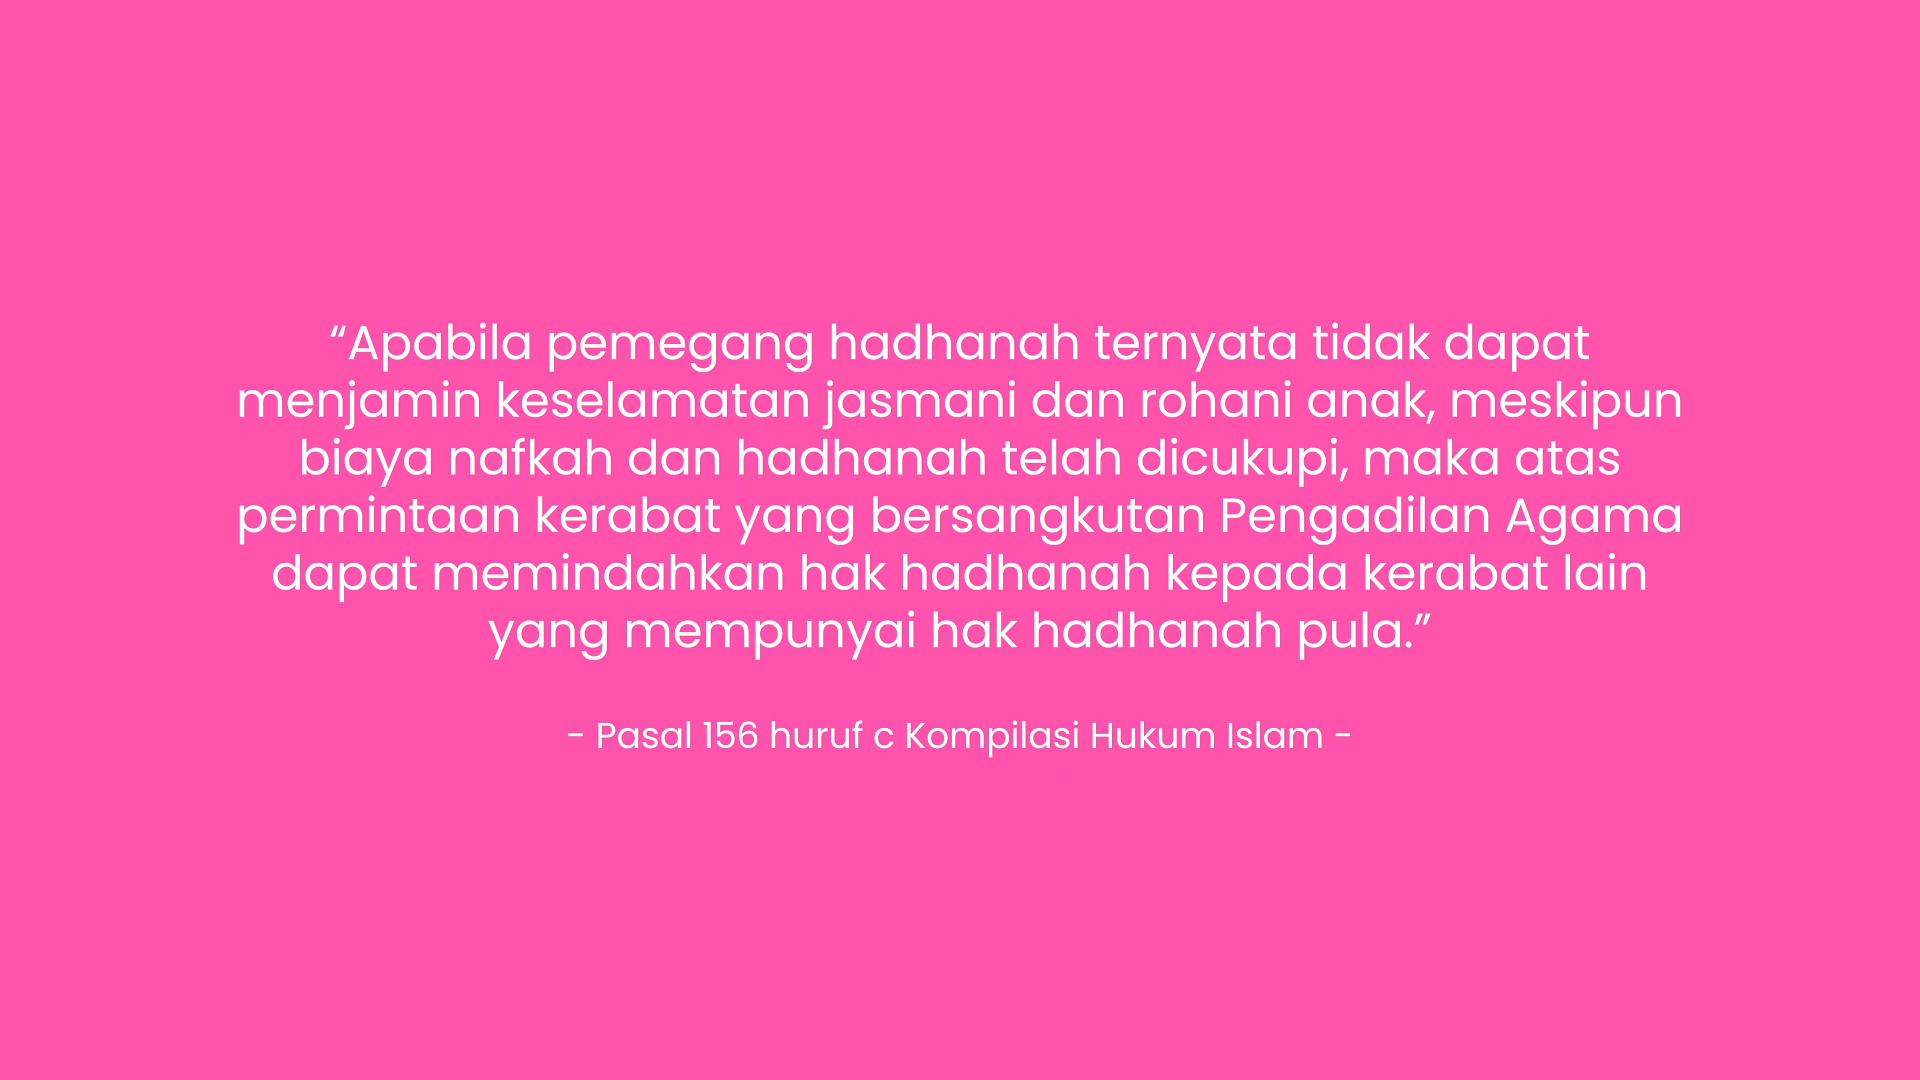 “Apabila pemegang hadhanah ternyata tidak dapat
menjamin keselamatan jasmani dan rohani anak, meskipun
biaya nafkah dan hadhanah telah dicukupi, maka atas
permintaan kerabat yang bersangkutan Pengadilan Agama
dapat memindahkan hak hadhanah kepada kerabat lain
yang mempunyai hak hadhanah pula.”
- Pasal 156 huruf c Kompilasi Hukum Islam -